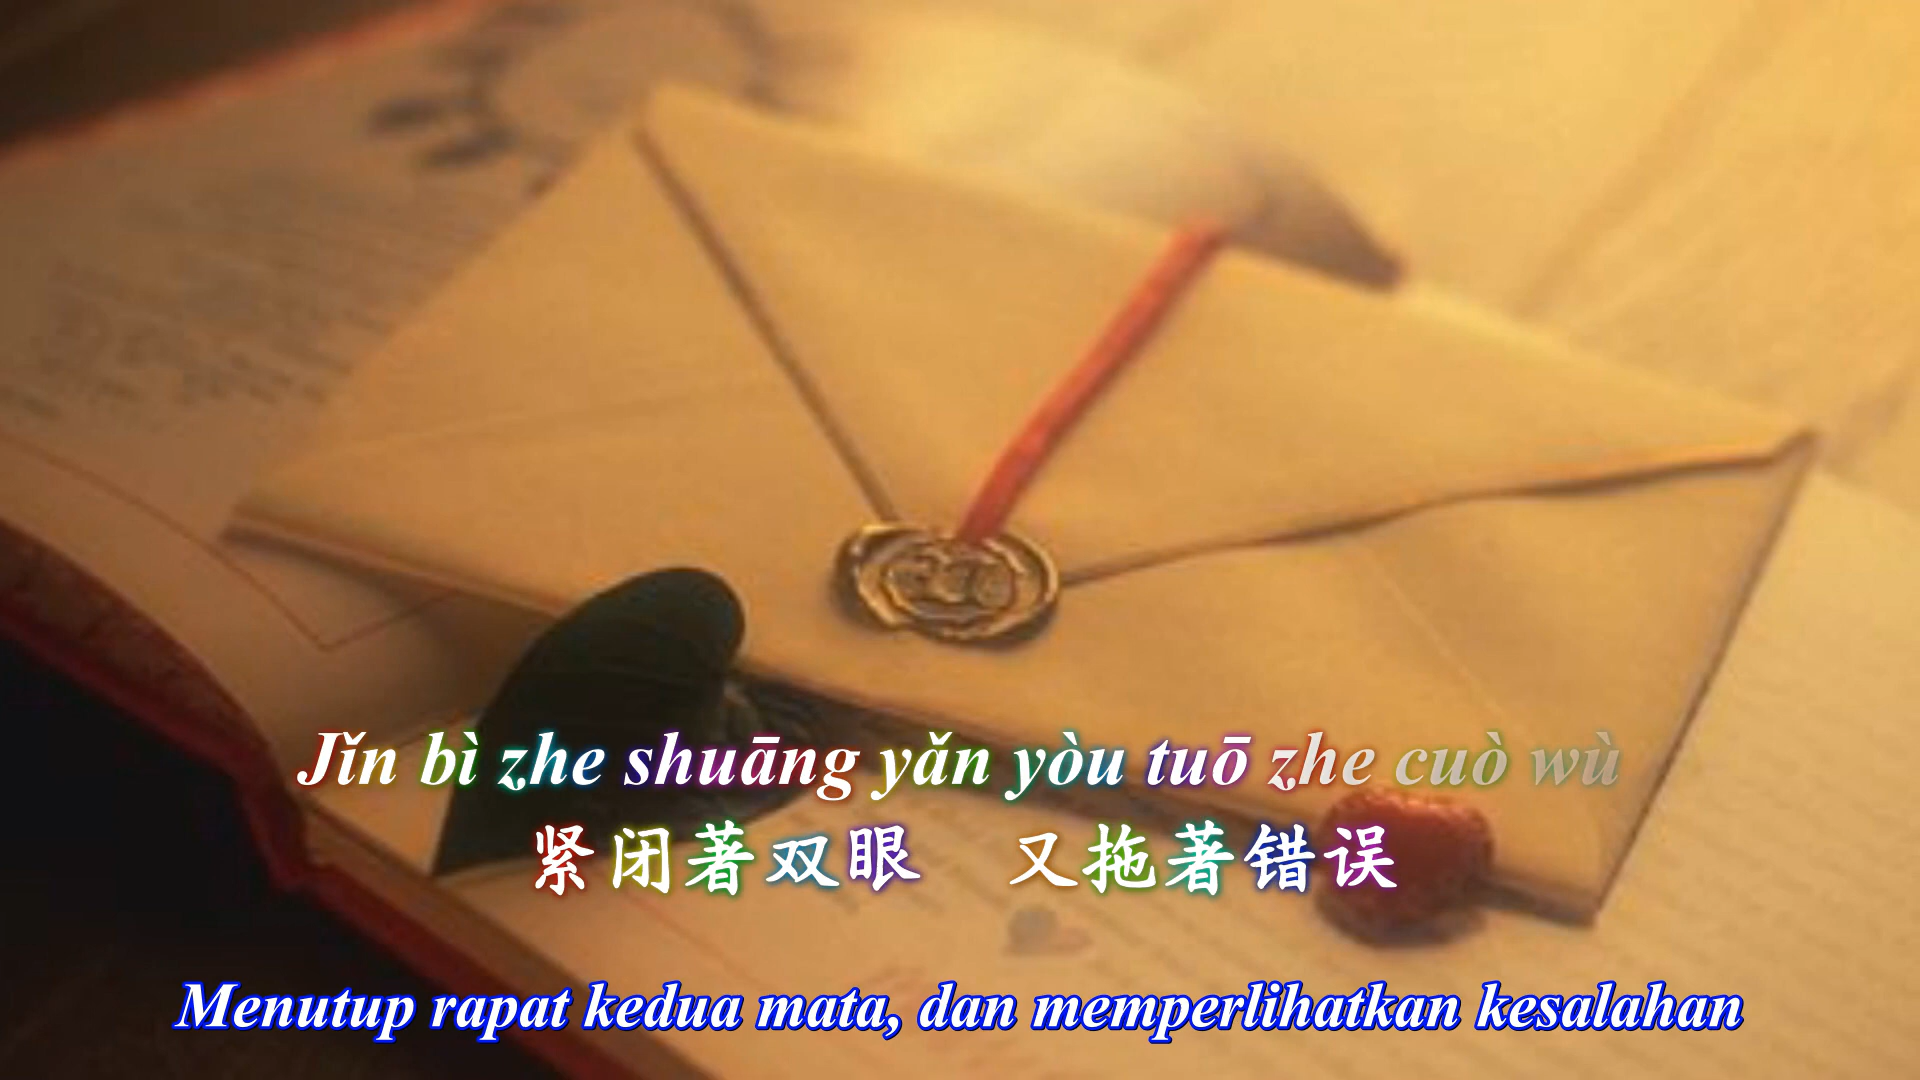 Jǐn bì zhe shuāng yǎn yòu tuō zhe cuò wù
紧闭著双眼 又拖著错误
Menutup rapat kedua mata, dan memperlihatkan kesalahan